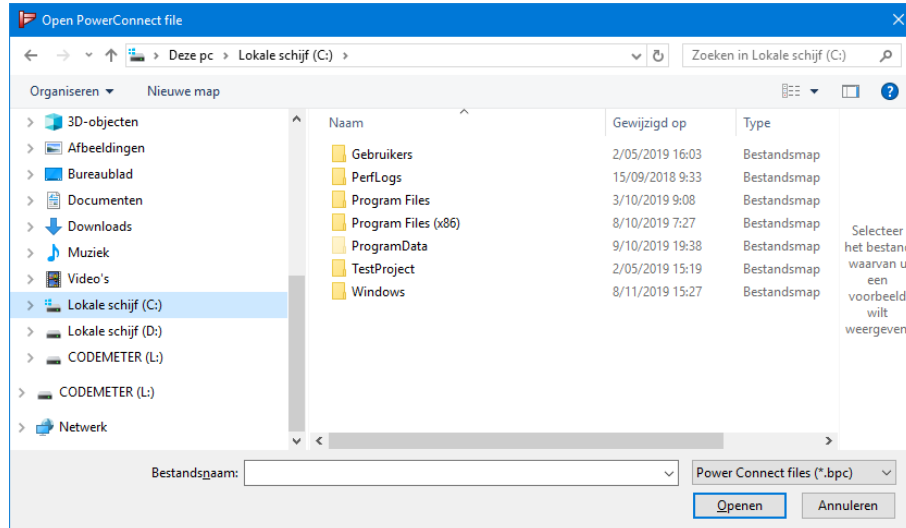 Open PowerConnect file
Deze pc > Lokale schijf (C:) >
Zoeken in Lokale schijf (C:)
Organiseren
Nieuwe map
3D-objecten
Afbeeldingen
Bureaublad
Documenten
Downloads
Muziek
Video's
Lokale schijf (C:)
Lokale schijf (D:)
CODEMETER (L:)
CODEMETER (L:)
Netwerk
Naam Gewijzigd op Type
Gebruikers 2/05/2019 16:03 Bestandsmap
PerfLogs 15/09/2018 9:33 Bestandsmap
Program Files 3/10/2019 9:08 Bestandsmap
Program Files (x86) 8/10/2019 7:27 Bestandsmap
ProgramData 9/10/2019 19:38 Bestandsmap
TestProject 2/05/2019 15:19 Bestandsmap
Windows 8/11/2019 15:27 Bestandsmap
Selecteer
het bestan
waarvan u
een
voorbeeld
wilt
weergeven
Bestandsnaam:
Power Connect files (*.bpc)
Openen
Annuleren